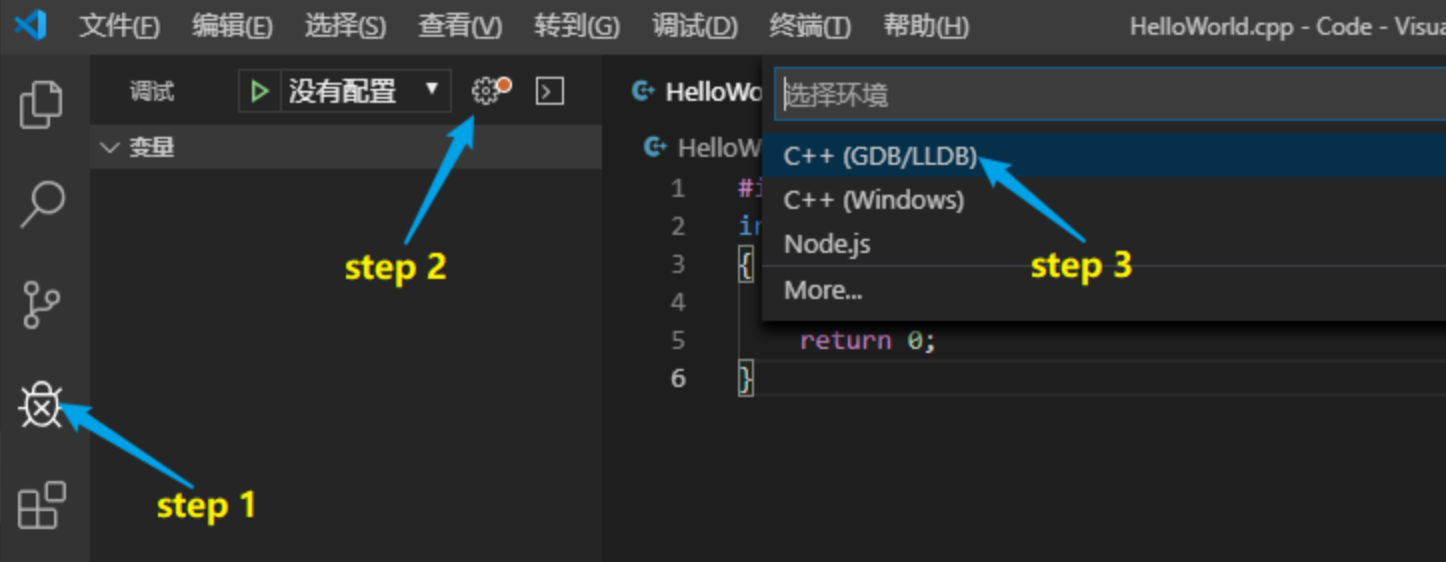 文件(F) 编辑(E) 选择(S) 查看(V) 转到(G) 调试(D) 终端(T) 帮助(H) HelloWorld.cpp - Code - Visua
调试 没有配置 HelloWo 选择环境
变量 HelloW C++ (GDB/LLDB)
1 #i C++ (Windows)
2 in Node.js
step 2 3 { step 3
4 More...
5 return 0;
6 }
step 1